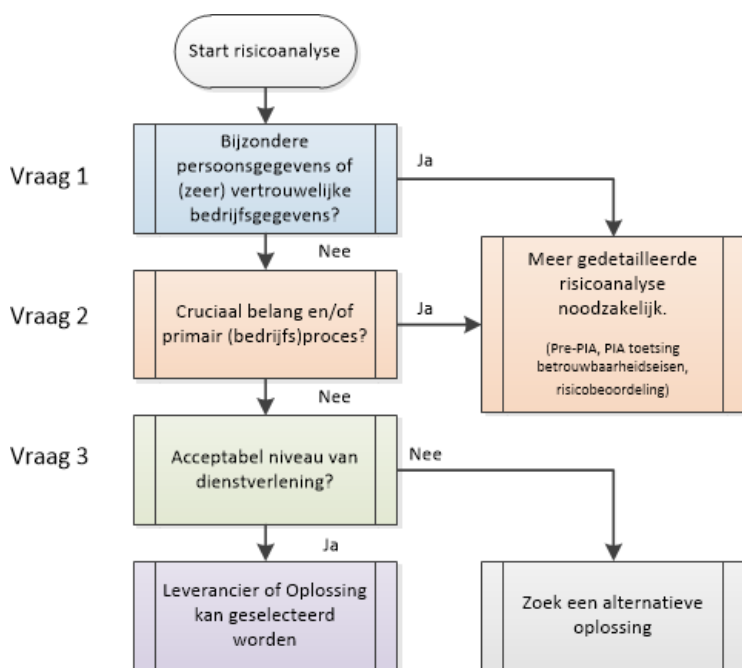 Start risicoanalyse
Vraag 1
Bijzondere
persoonsgegevens of
(zeer) vertrouwelijke
bedrijfsgegevens?
Ja
Nee
Meer gedetailleerde
risicoanalyse
noodzakelijk.
(Pre-PIA, PIA toetsing
betrouwbaarheidseisen,
risicobeoordeling)
Vraag 2
Cruciaal belang en/of
primair (bedrijfs)proces?
Ja
Nee
Vraag 3
Acceptabel niveau van
dienstverlening?
Nee
Ja
Leverancier of Oplossing
kan geselecteerd
worden
Zoek een alternatieve
oplossing